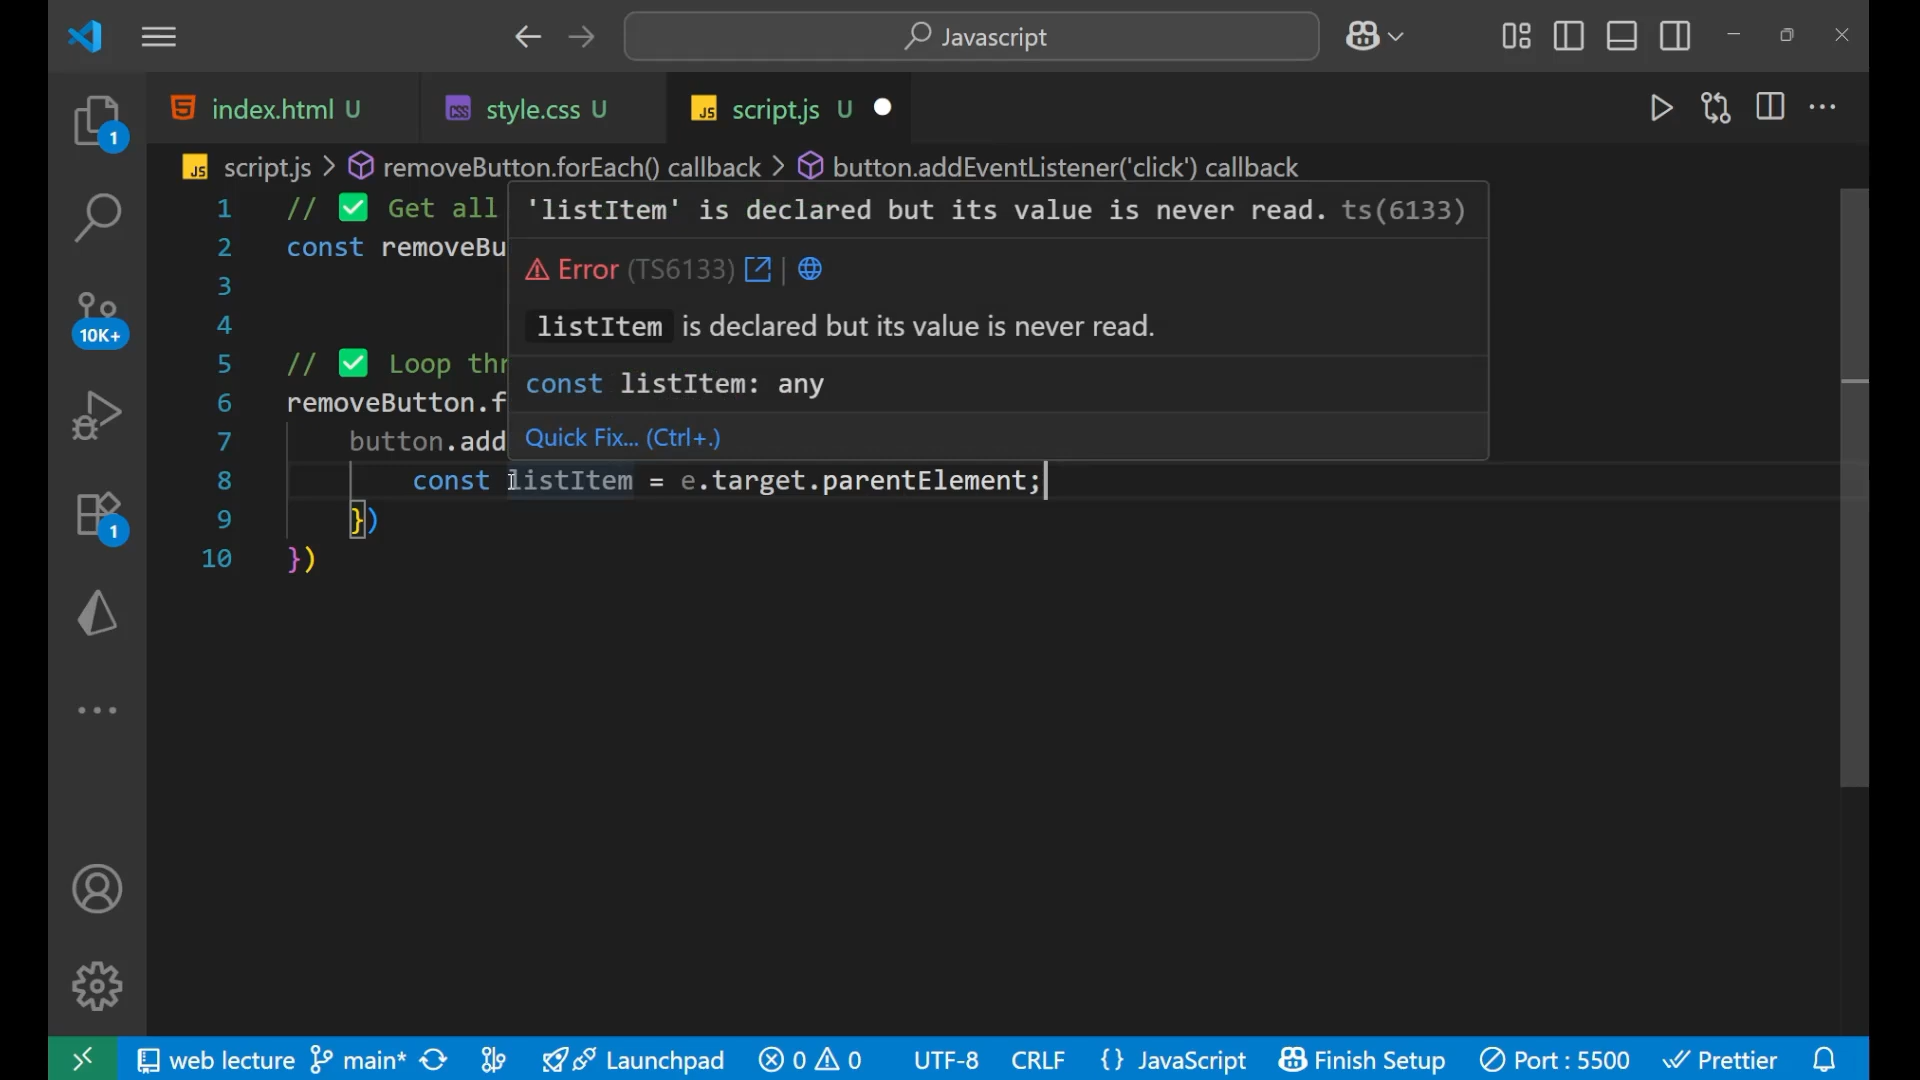 Javascript
index.html U
style.css U
script.js U
script.js > removeButton.forEach() callback > button.addEventListener('click') callback
1 // ✅ Get all
2 const removeBu
3
4
5 // ✅ Loop thr
6 removeButton.f
7 button.add
8 const listItem = e.target.parentElement;
9 })
10 })
'listItem' is declared but its value is never read. ts(6133)
Error (TS6133) |
listItem is declared but its value is never read.
const listItem: any
Quick Fix... (Ctrl+.)
1
10K+
1
web lecture main* Launchpad 0 0 UTF-8 CRLF {} JavaScript Finish Setup Port : 5500 Prettier